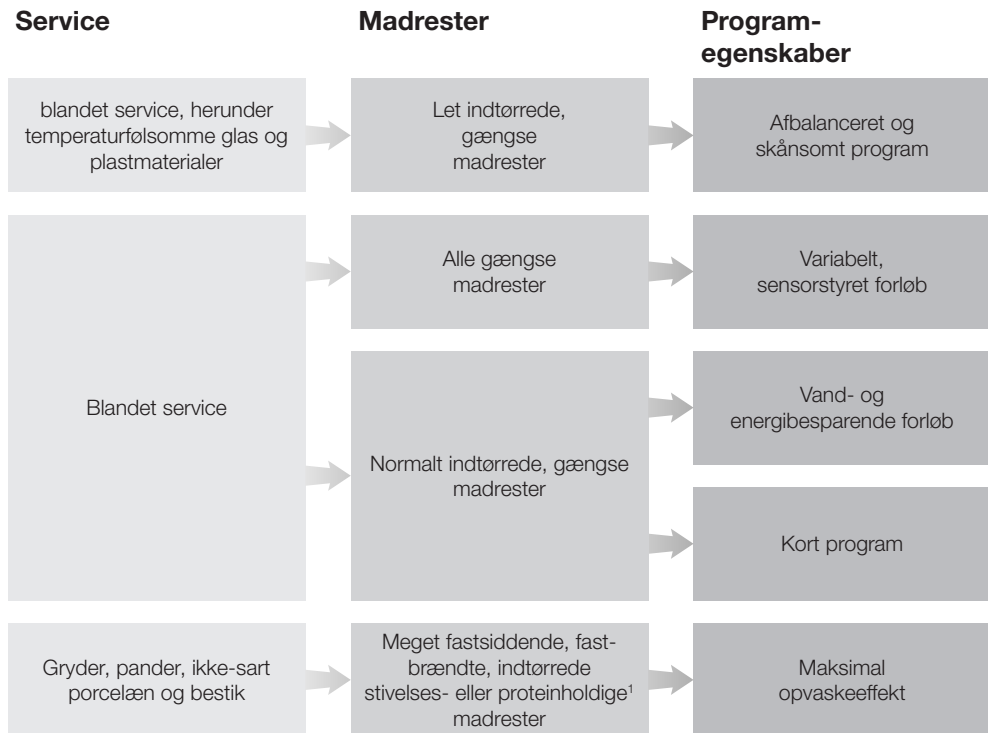 Service
Madrester
Program-
egenskaber
blandet service, herunder
temperaturfølsomme glas og
plastmaterialer
Let indtørrede,
gængse
madrester
Afbalanceret og
skånsomt program
Blandet service
Alle gængse
madrester
Variabelt,
sensorstyret forløb
Normalt indtørrede, gængse
madrester
Vand- og
energibesparende forløb
Kort program
Gryder, pander, ikke-sart
porcelæn og bestik
Meget fastsiddende, fast-
brændte, indtørrede
stivelses- eller proteinholdige¹
madrester
Maksimal
opvaskeeffekt